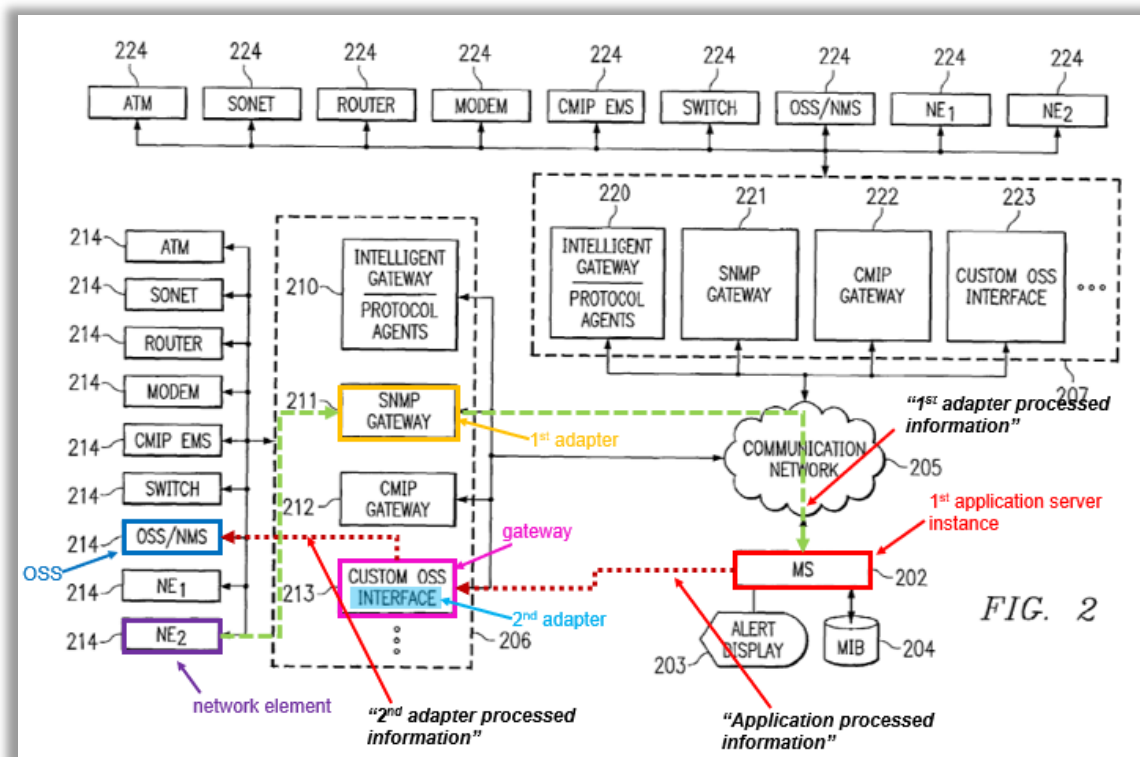 224 224 224 224 224 224 224 224 224
ATM SONET ROUTER MODEM CMIP EMS SWITCH OSS/NMS NE1 NE2
220 221 222 223
INTELLIGENT
GATEWAY
PROTOCOL
AGENTS
SNMP
GATEWAY
CMIP
GATEWAY
CUSTOM OSS
INTERFACE
207
214 ATM
214 SONET
214 ROUTER
214 MODEM
214 CMIP EMS
214 SWITCH
214 OSS/NMS
OSS
214 NE1
214 NE2
network element
210
INTELLIGENT
GATEWAY
PROTOCOL
AGENTS
211
SNMP
GATEWAY
1st adapter
212
CMIP
GATEWAY
gateway
213
CUSTOM OSS
INTERFACE
2nd adapter
206
"2nd adapter processed
information"
"1st adapter processed
information"
COMMUNICATION
NETWORK
205
1st application server
instance
MS
202
ALERT
DISPLAY
203
MIB
204
FIG. 2
"Application processed
information"